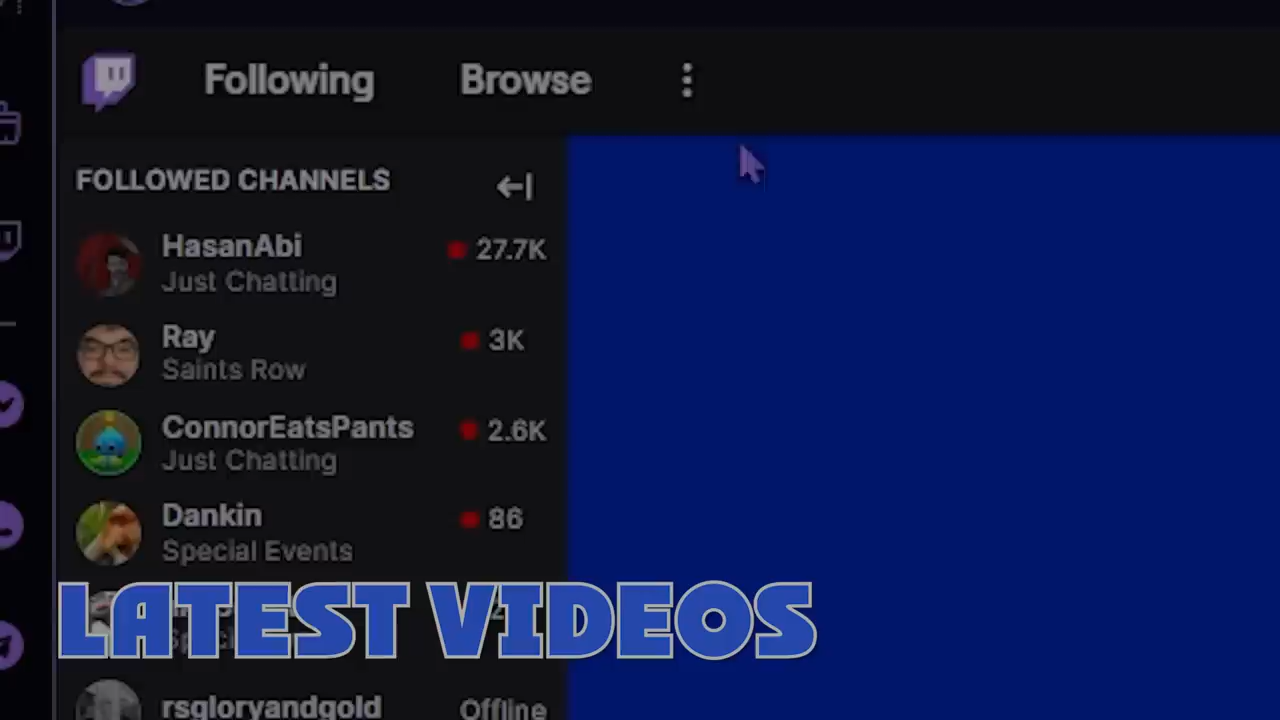 Following Browse
FOLLOWED CHANNELS
HasanAbi 27.7K
Just Chatting
Ray 3K
Saints Row
ConnorEatsPants 2.6K
Just Chatting
Dankin 86
Special Events
LATEST VIDEOS
rsgloryandgold Offline